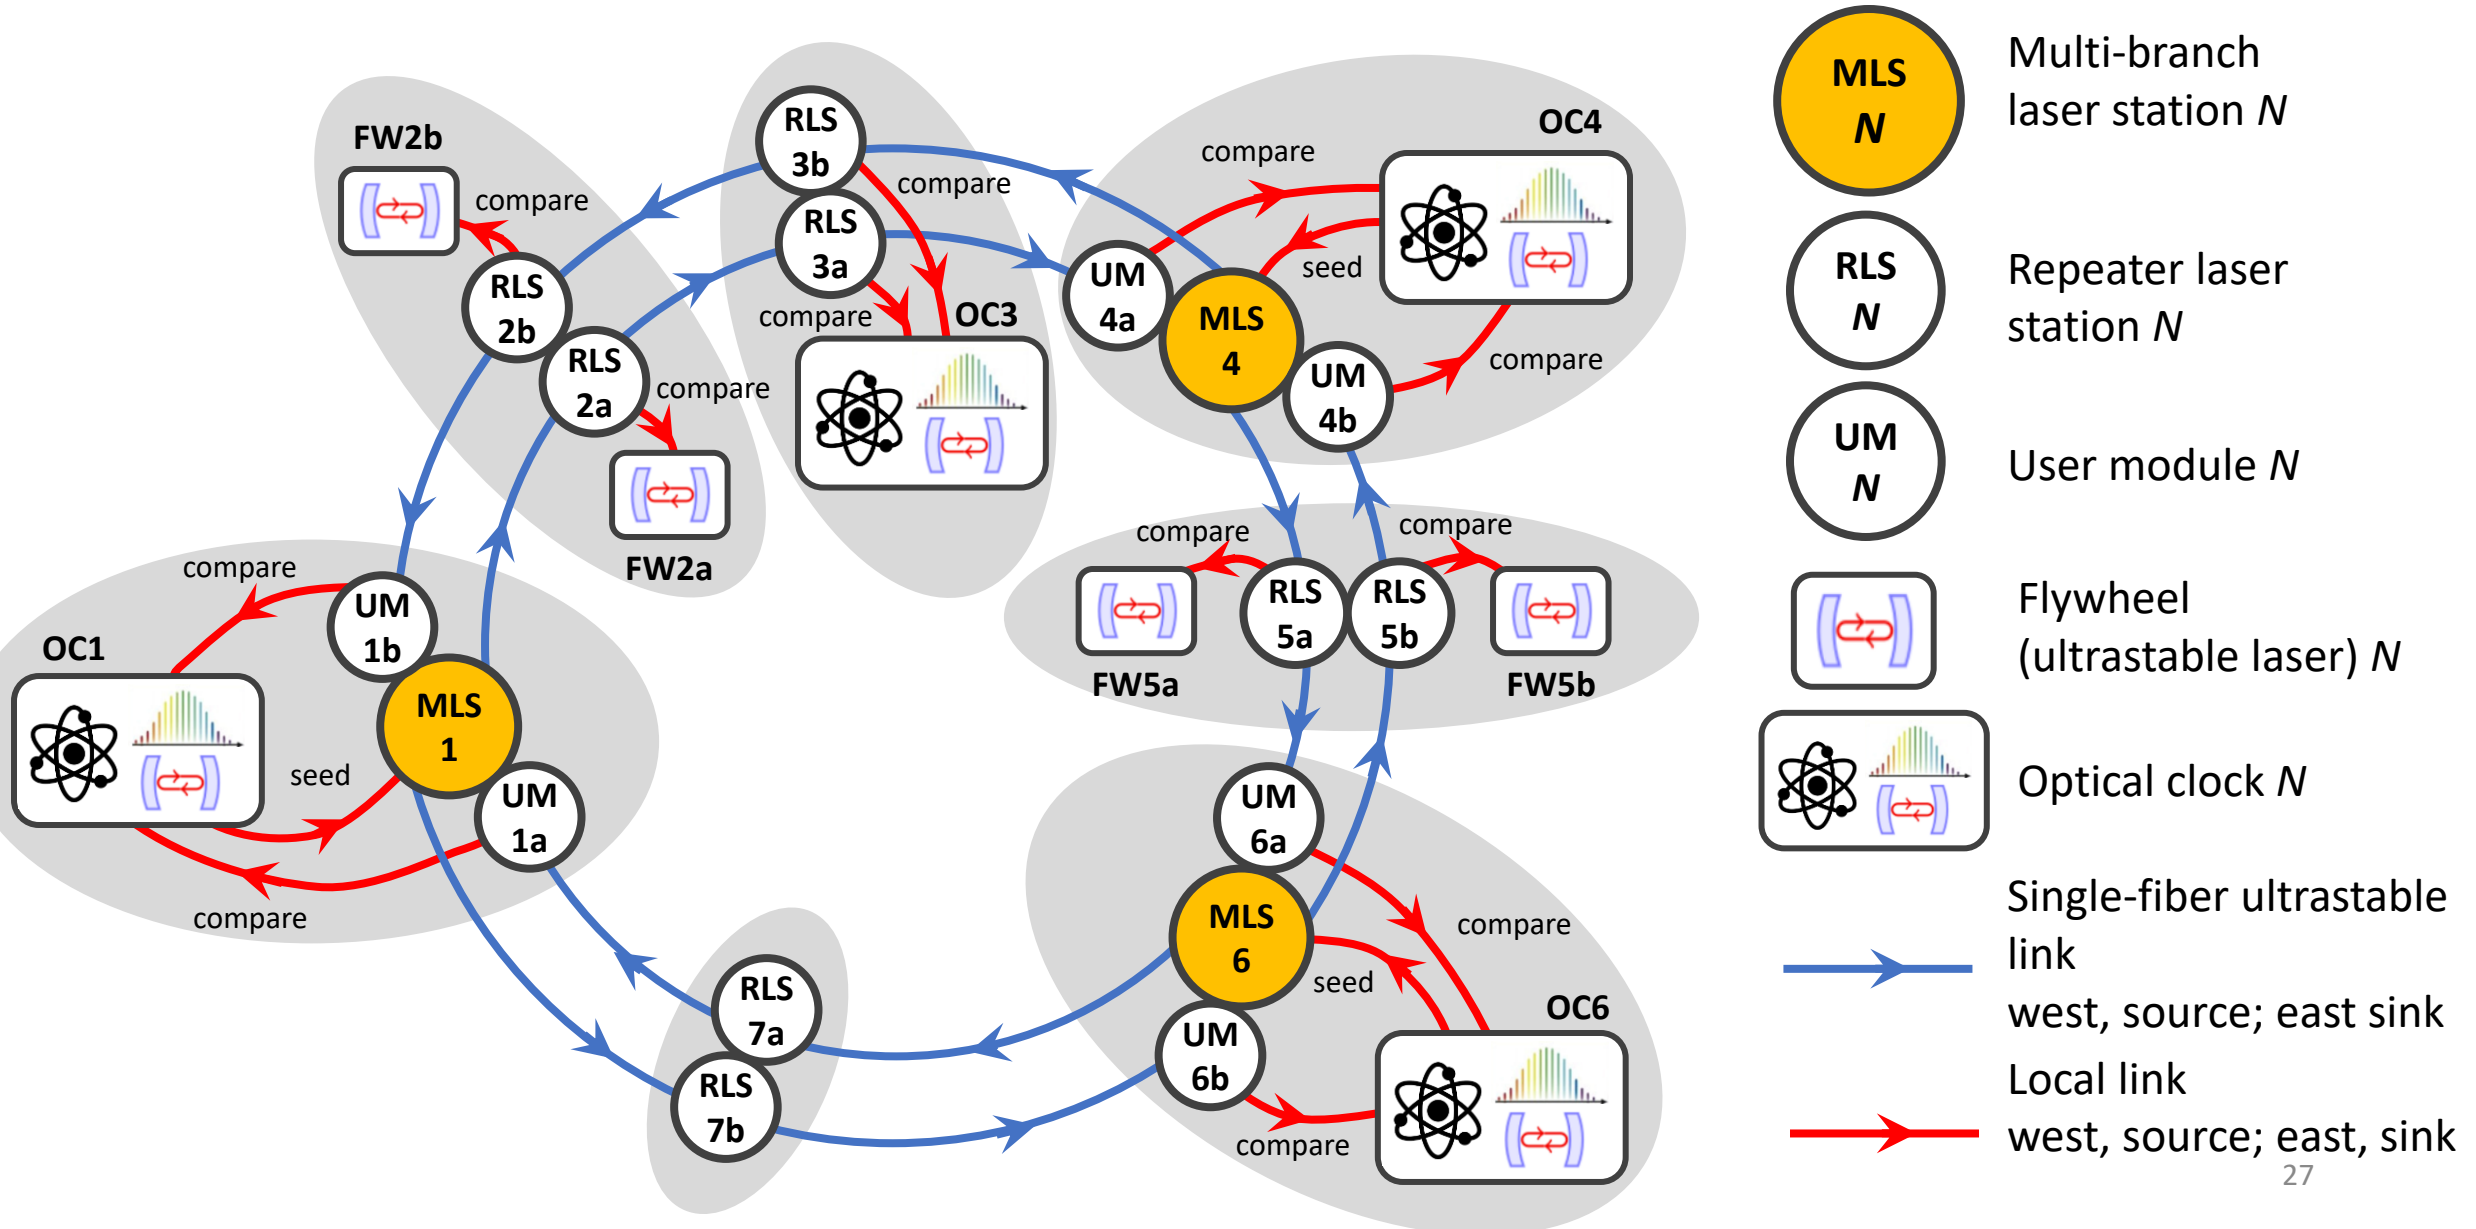 FW2b
compare
RLS
2b
RLS
2a
compare
FW2a
RLS
3b
compare
RLS
3a
compare
OC3
OC4
compare
seed
UM
4a
MLS
4
UM
4b
compare
compare
compare
RLS
5a
RLS
5b
FW5a
FW5b
compare
UM
1b
OC1
MLS
1
seed
UM
1a
compare
UM
6a
MLS
6
compare
seed
OC6
UM
6b
compare
RLS
7a
RLS
7b
MLS
N
Multi-branch
laser station N
RLS
N
Repeater laser
station N
UM
N
User module N
Flywheel
(ultrastable laser) N
Optical clock N
Single-fiber ultrastable
link
west, source; east sink
Local link
west, source; east, sink
27